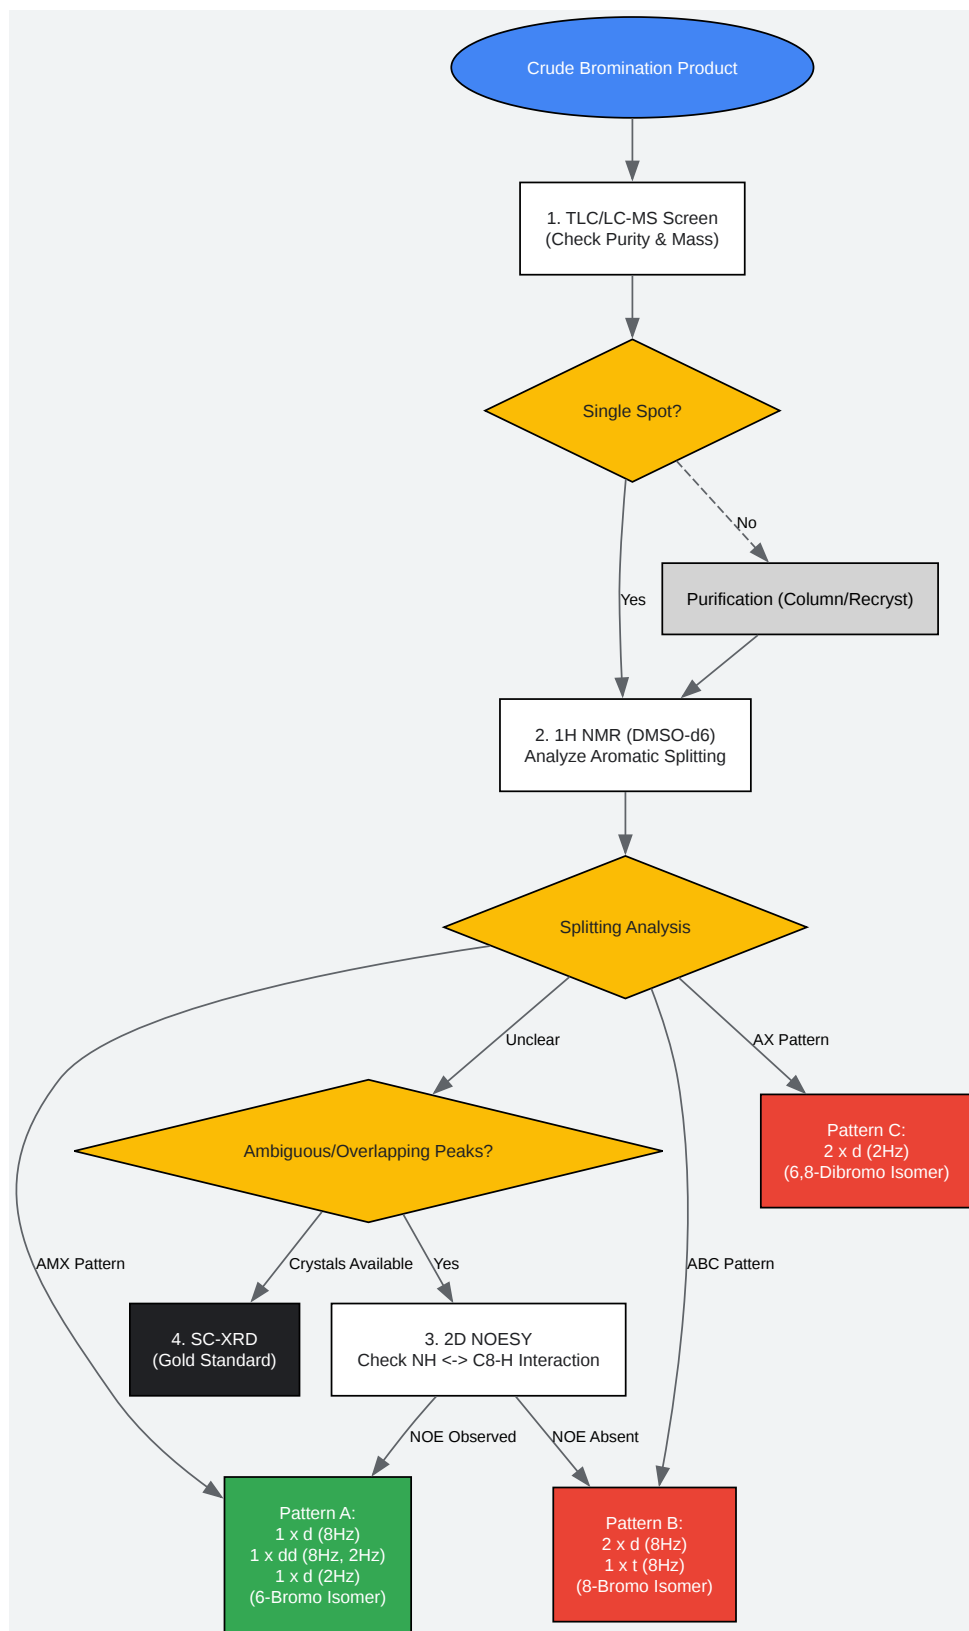 Crude Bromination Product
1. TLC/LC-MS Screen
(Check Purity & Mass)
Single Spot?
No
Yes
Purification (Column/Recryst)
2. 1H NMR (DMSO-d6)
Analyze Aromatic Splitting
Splitting Analysis
Unclear
AX Pattern
Ambiguous/Overlapping Peaks?
Pattern C:
2 x d (2Hz)
(6,8-Dibromo Isomer)
AMX Pattern
Crystals Available
Yes
ABC Pattern
4. SC-XRD
(Gold Standard)
3. 2D NOESY
Check NH <-> C8-H Interaction
NOE Observed
NOE Absent
Pattern A:
1 x d (8Hz)
1 x dd (8Hz, 2Hz)
1 x d (2Hz)
(6-Bromo Isomer)
Pattern B:
2 x d (8Hz)
1 x t (8Hz)
(8-Bromo Isomer)